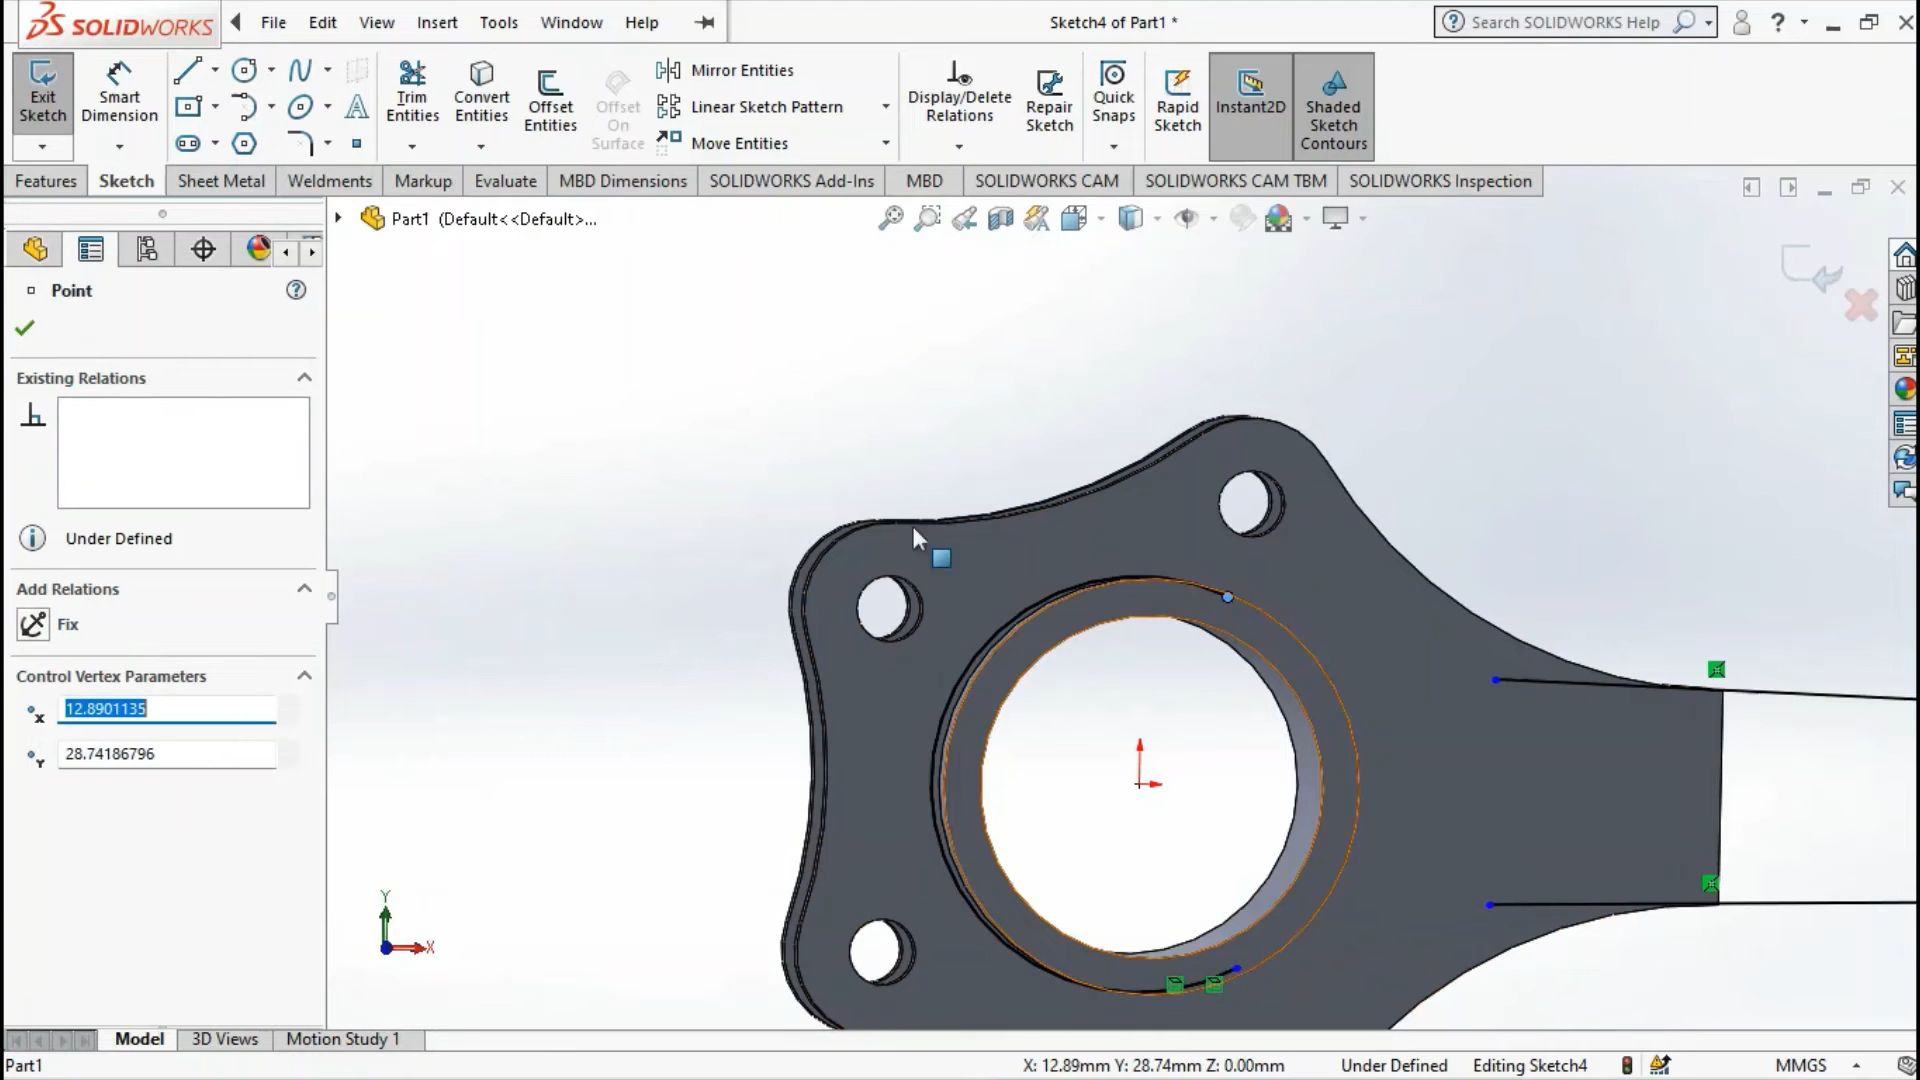 SOLIDWORKS
File Edit View Insert Tools Window Help
Sketch4 of Part1 *
Search SOLIDWORKS Help
Exit Sketch
Smart Dimension
Trim Entities
Convert Entities
Offset Entities
Offset On Surface
Mirror Entities
Linear Sketch Pattern
Move Entities
Display/Delete Relations
Repair Sketch
Quick Snaps
Rapid Sketch
Instant2D
Shaded Sketch Contours
Features Sketch Sheet Metal Weldments Markup Evaluate MBD Dimensions SOLIDWORKS Add-Ins MBD SOLIDWORKS CAM SOLIDWORKS CAM TBM SOLIDWORKS Inspection
Part1 (Default<<Default>...
Point
Existing Relations
Under Defined
Add Relations
Fix
Control Vertex Parameters
X 12.8901135
Y 28.74186796
Y
X
Model 3D Views Motion Study 1
Part1 X: 12.89mm Y: 28.74mm Z: 0.00mm Under Defined Editing Sketch4 MMGS